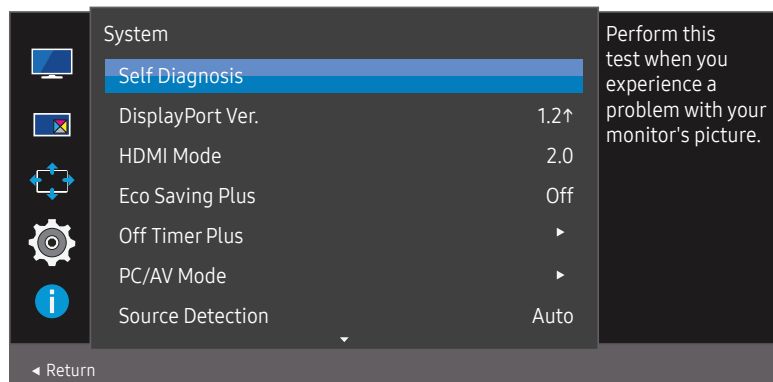 System
Self Diagnosis
DisplayPort Ver. 1.2↑
HDMI Mode 2.0
Eco Saving Plus Off
Off Timer Plus ▸
PC/AV Mode ▸
Source Detection Auto
Perform this
test when you
experience a
problem with your
monitor's picture.
◂ Return